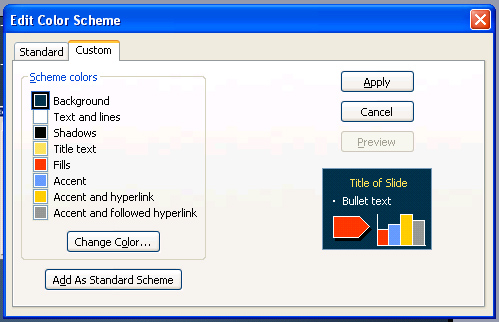 Edit Color Scheme
Standard
Custom
Scheme colors
Background
Text and lines
Shadows
Title text
Fills
Accent
Accent and hyperlink
Accent and followed hyperlink
Change Color...
Add As Standard Scheme
Apply
Cancel
Preview
Title of Slide
• Bullet text